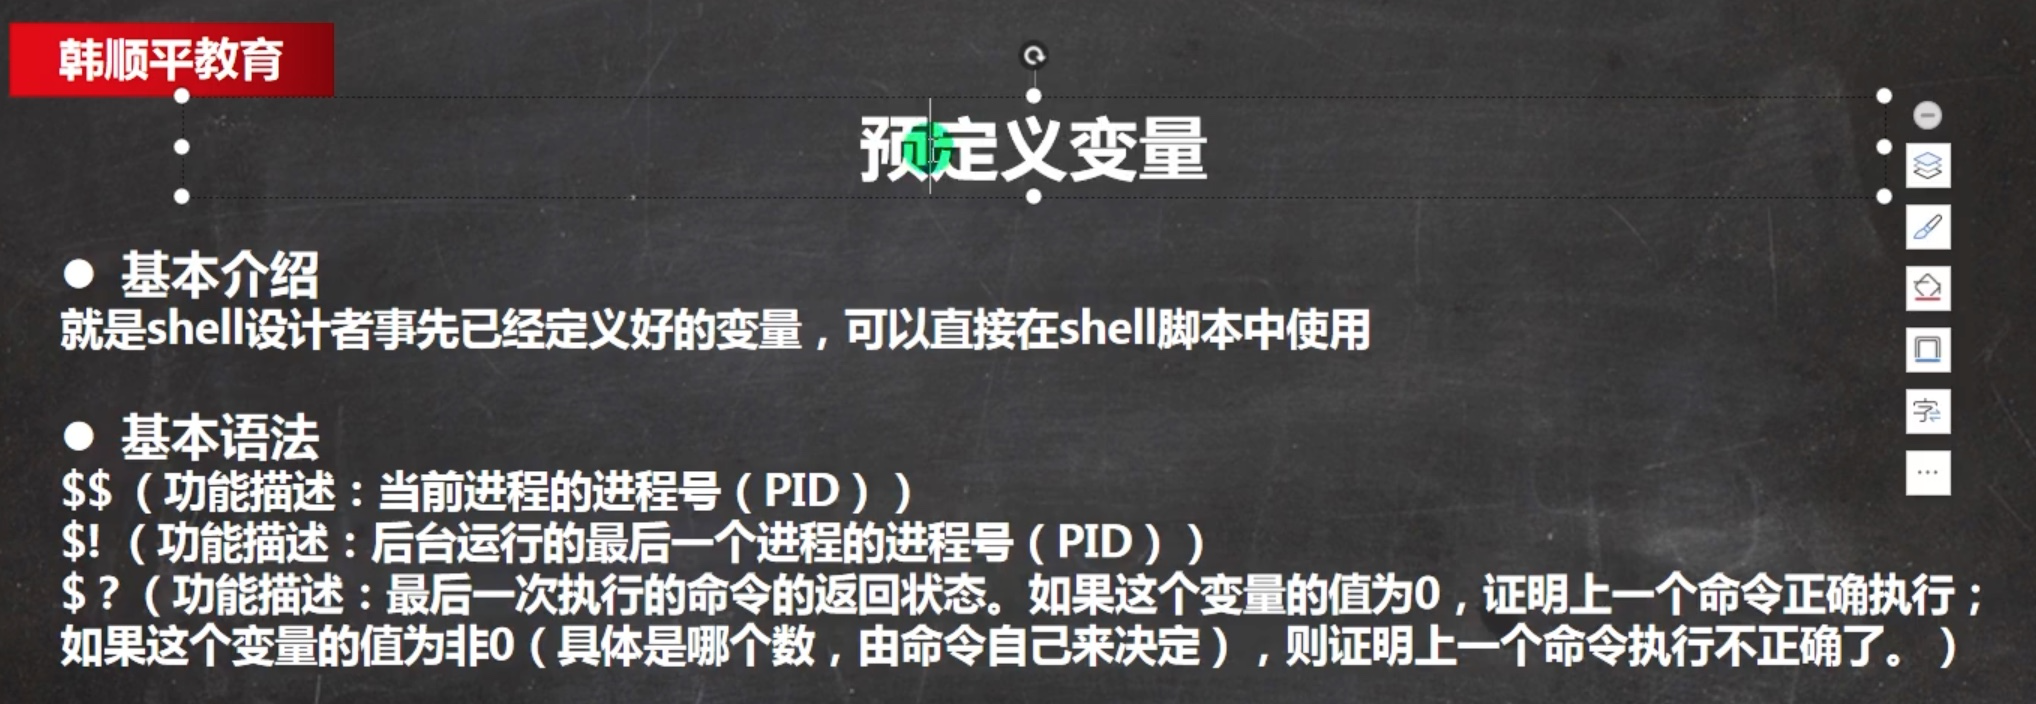 韩顺平教育
预定义变量
● 基本介绍
就是shell设计者事先已经定义好的变量，可以直接在shell脚本中使用
● 基本语法
$$（功能描述：当前进程的进程号（PID））
$!（功能描述：后台运行的最后一个进程的进程号（PID））
$？（功能描述：最后一次执行的命令的返回状态。如果这个变量的值为0，证明上一个命令正确执行；
如果这个变量的值为非0（具体是哪个数，由命令自己来决定），则证明上一个命令执行不正确了。）
字